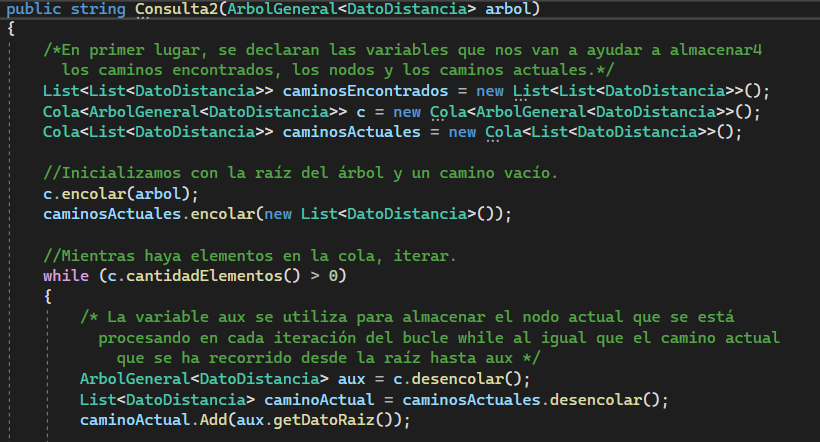 public string Consulta2(ArbolGeneral<DatoDistancia> arbol)
{
/*En primer lugar, se declaran las variables que nos van a ayudar a almacenar4
los caminos encontrados, los nodos y los caminos actuales.*/
List<List<DatoDistancia>> caminosEncontrados = new List<List<DatoDistancia>>();
Cola<ArbolGeneral<DatoDistancia>> c = new Cola<ArbolGeneral<DatoDistancia>>();
Cola<List<DatoDistancia>> caminosActuales = new Cola<List<DatoDistancia>>();
//Inicializamos con la raíz del árbol y un camino vacío.
c.encolar(arbol);
caminosActuales.encolar(new List<DatoDistancia>());
//Mientras haya elementos en la cola, iterar.
while (c.cantidadElementos() > 0)
{
/* La variable aux se utiliza para almacenar el nodo actual que se está
procesando en cada iteración del bucle while al igual que el camino actual
que se ha recorrido desde la raíz hasta aux */
ArbolGeneral<DatoDistancia> aux = c.desencolar();
List<DatoDistancia> caminoActual = caminosActuales.desencolar();
caminoActual.Add(aux.getDatoRaiz());